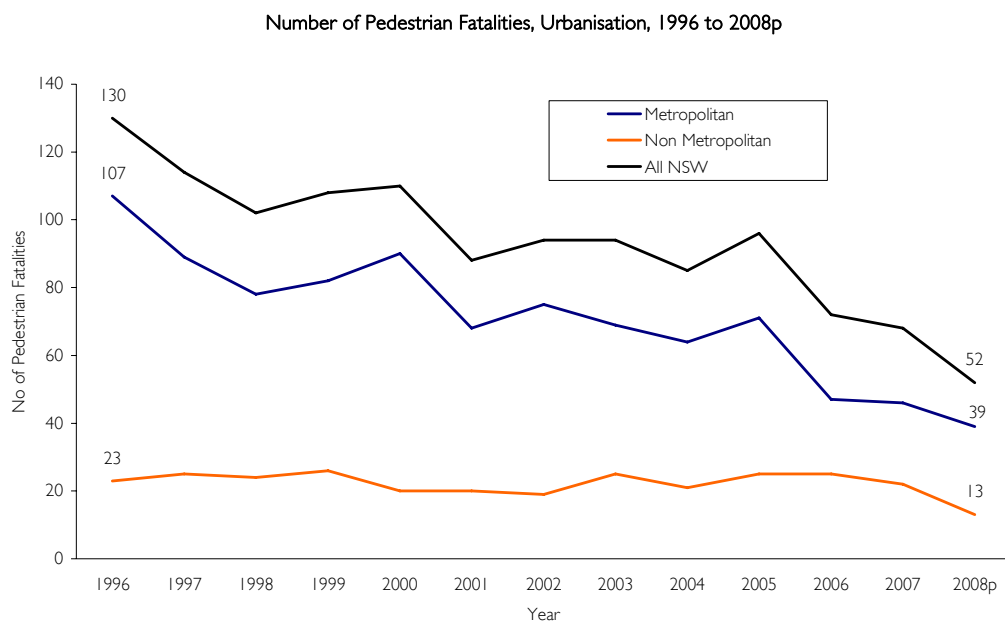 Number of Pedestrian Fatalities, Urbanisation, 1996 to 2008p
140
120
100
80
60
40
20
0
No of Pedestrian Fatalities
130
107
23
52
39
13
Metropolitan
Non Metropolitan
All NSW
1996 1997 1998 1999 2000 2001 2002 2003 2004 2005 2006 2007 2008p
Year